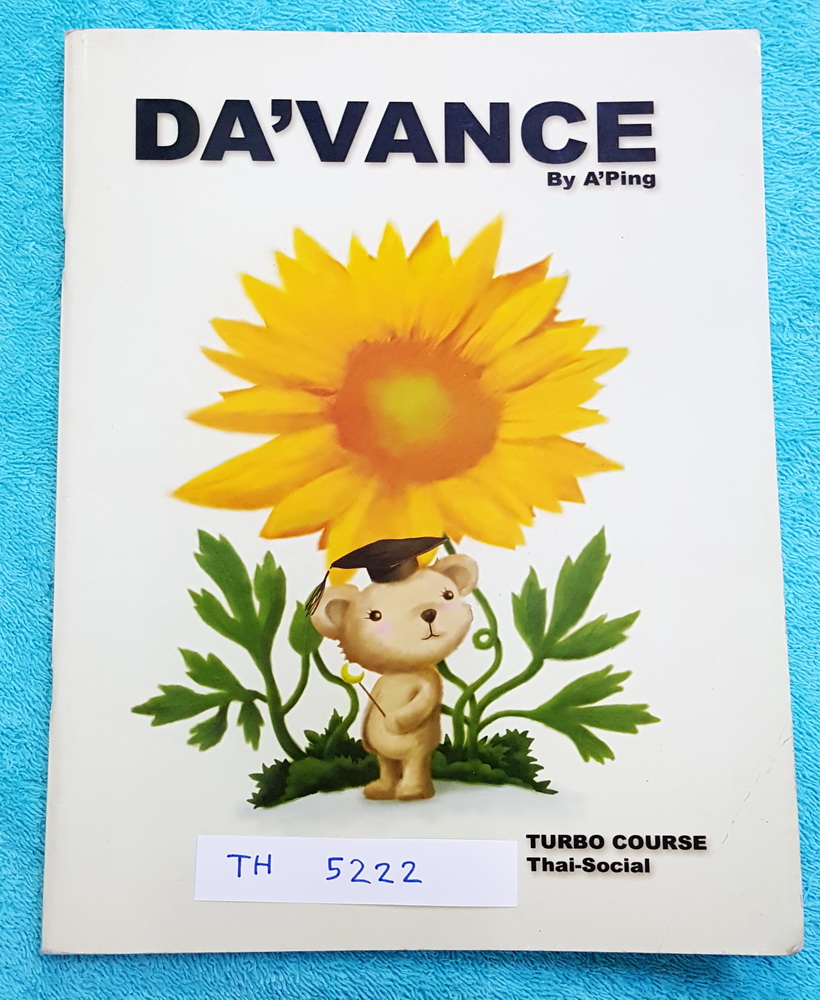 DA'VANCE
By A'Ping
TURBO COURSE
Thai-Social
TH 5222